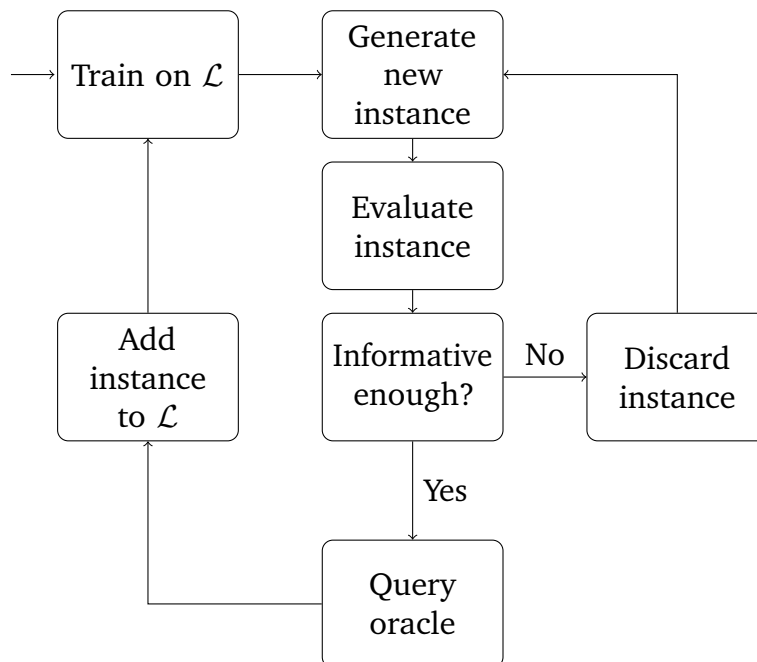 Train on ℒ
Generate
new
instance
Evaluate
instance
Informative
enough?
No
Discard
instance
Add
instance
to ℒ
Yes
Query
oracle